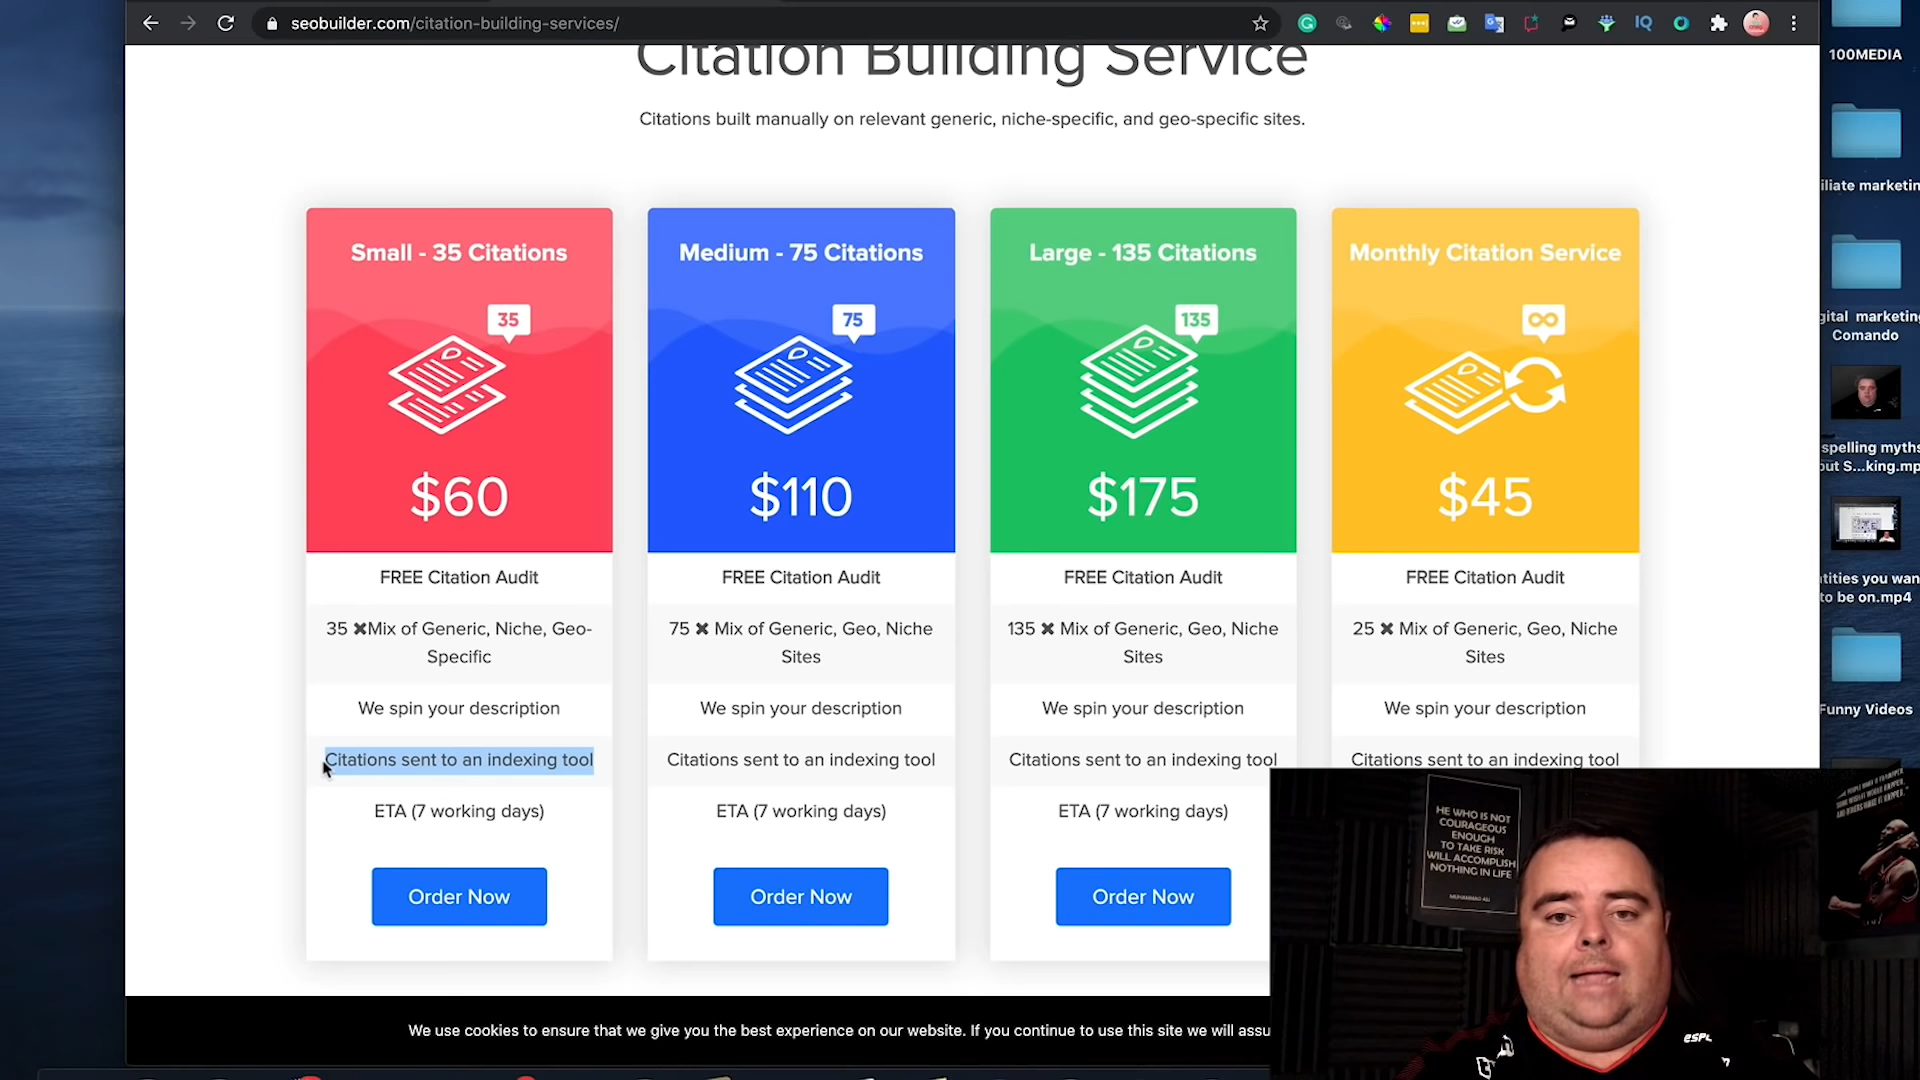 seobuilder.com/citation-building-services/
Citation Building Service
Citations built manually on relevant generic, niche-specific, and geo-specific sites.
Small - 35 Citations
35
$60
FREE Citation Audit
35 ✖Mix of Generic, Niche, Geo-
Specific
We spin your description
Citations sent to an indexing tool
ETA (7 working days)
Order Now
Medium - 75 Citations
75
$110
FREE Citation Audit
75 ✖ Mix of Generic, Geo, Niche
Sites
We spin your description
Citations sent to an indexing tool
ETA (7 working days)
Order Now
Large - 135 Citations
135
$175
FREE Citation Audit
135 ✖ Mix of Generic, Geo, Niche
Sites
We spin your description
Citations sent to an indexing tool
ETA (7 working days)
Order Now
Monthly Citation Service
∞
$45
FREE Citation Audit
25 ✖ Mix of Generic, Geo, Niche
Sites
We spin your description
Citations sent to an indexing tool
We use cookies to ensure that we give you the best experience on our website. If you continue to use this site we will assu
100MEDIA
iliate marketin
gital marketing
Comando
spelling myths
out S...king.mp
tities you wan
to be on.mp4
Funny Videos
IQ
HE WHO IS NOT
COURAGEOUS
ENOUGH
TO TAKE RISK
WILL ACCOMPLISH
NOTHING IN LIFE
MUHAMMAD ALI